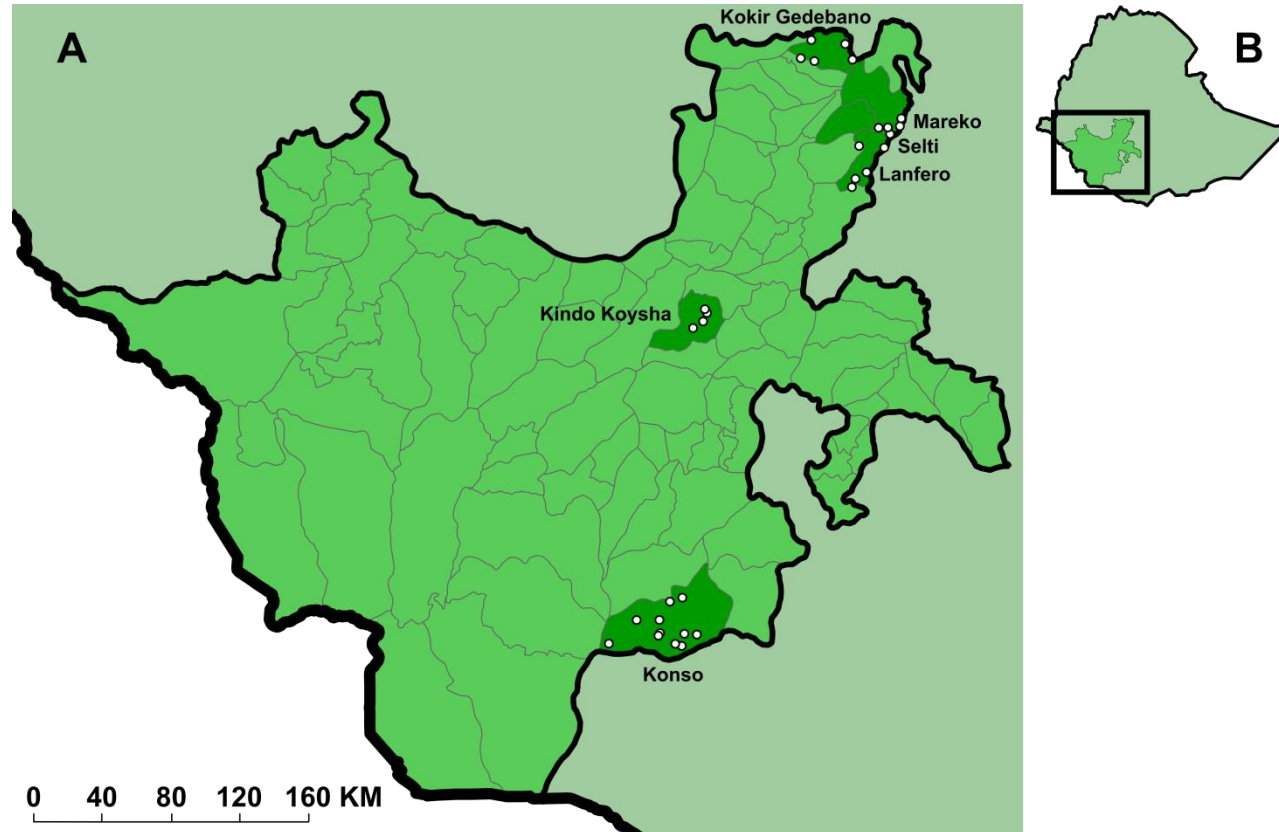 Kokir Gedebano
A
B
Mareko
Selti
Lanfero
Kindo Koysha
Konso
0 40 80 120 160 KM